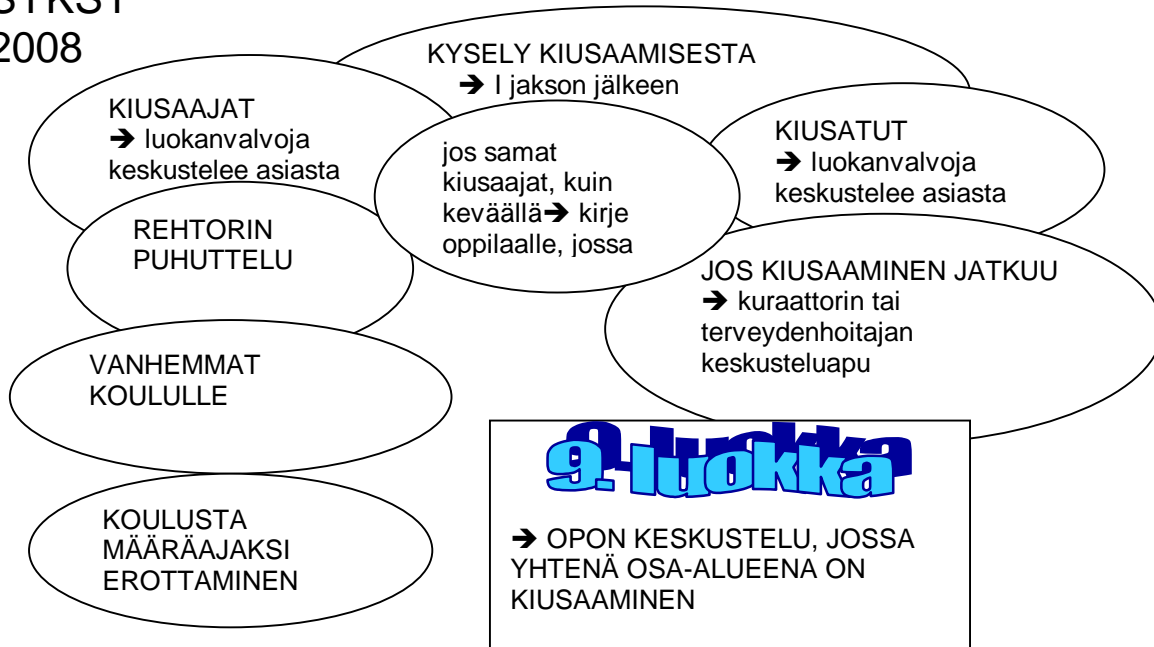 SYKSY
2008
KYSELY KIUSAAMISESTA
➔ I jakson jälkeen
KIUSAAJAT
➔ luokanvalvoja
keskustelee asiasta
jos samat
kiusaajat, kuin
keväällä➔ kirje
oppilaalle, jossa
KIUSATUT
➔ luokanvalvoja
keskustelee asiasta
REHTORIN
PUHUTTELU
JOS KIUSAAMINEN JATKUU
➔ kuraattorin tai
terveydenhoitajan
keskusteluapu
VANHEMMAT
KOULULLE
KOULUSTA
MÄÄRÄAJAKSI
EROTTAMINEN
9. luokka
➔ OPON KESKUSTELU, JOSSA
YHTENÄ OSA-ALUEENA ON
KIUSAAMINEN